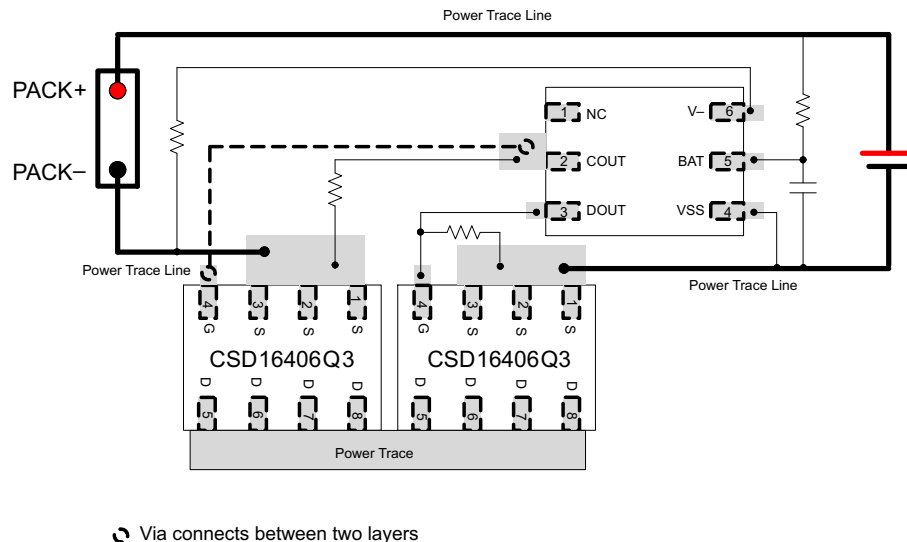 Power Trace Line
PACK+
PACK–
1 NC
V– 6
2 COUT
BAT 5
3 DOUT
VSS 4
Power Trace Line
Power Trace Line
4 3 2 1
G S S S
4 3 2 1
G S S S
CSD16406Q3
CSD16406Q3
D D D D
5 6 7 8
D D D D
5 6 7 8
Power Trace
Via connects between two layers